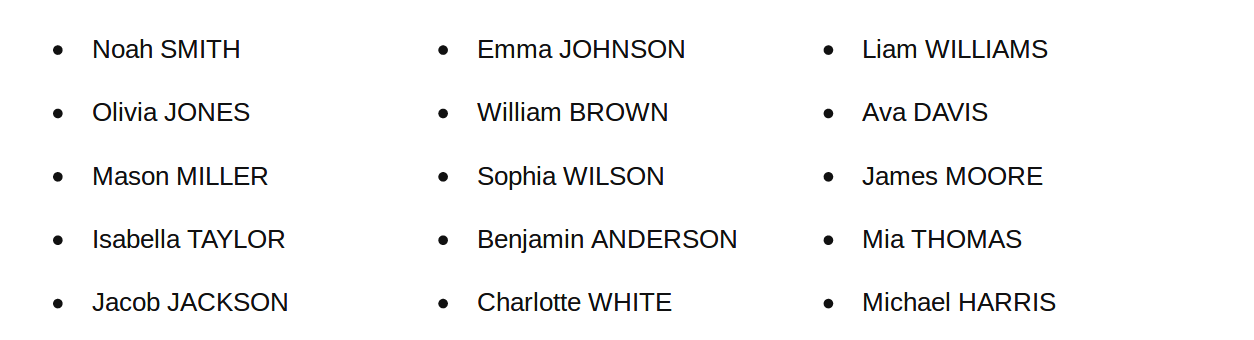 • Noah SMITH • Emma JOHNSON • Liam WILLIAMS
• Olivia JONES • William BROWN • Ava DAVIS
• Mason MILLER • Sophia WILSON • James MOORE
• Isabella TAYLOR • Benjamin ANDERSON • Mia THOMAS
• Jacob JACKSON • Charlotte WHITE • Michael HARRIS